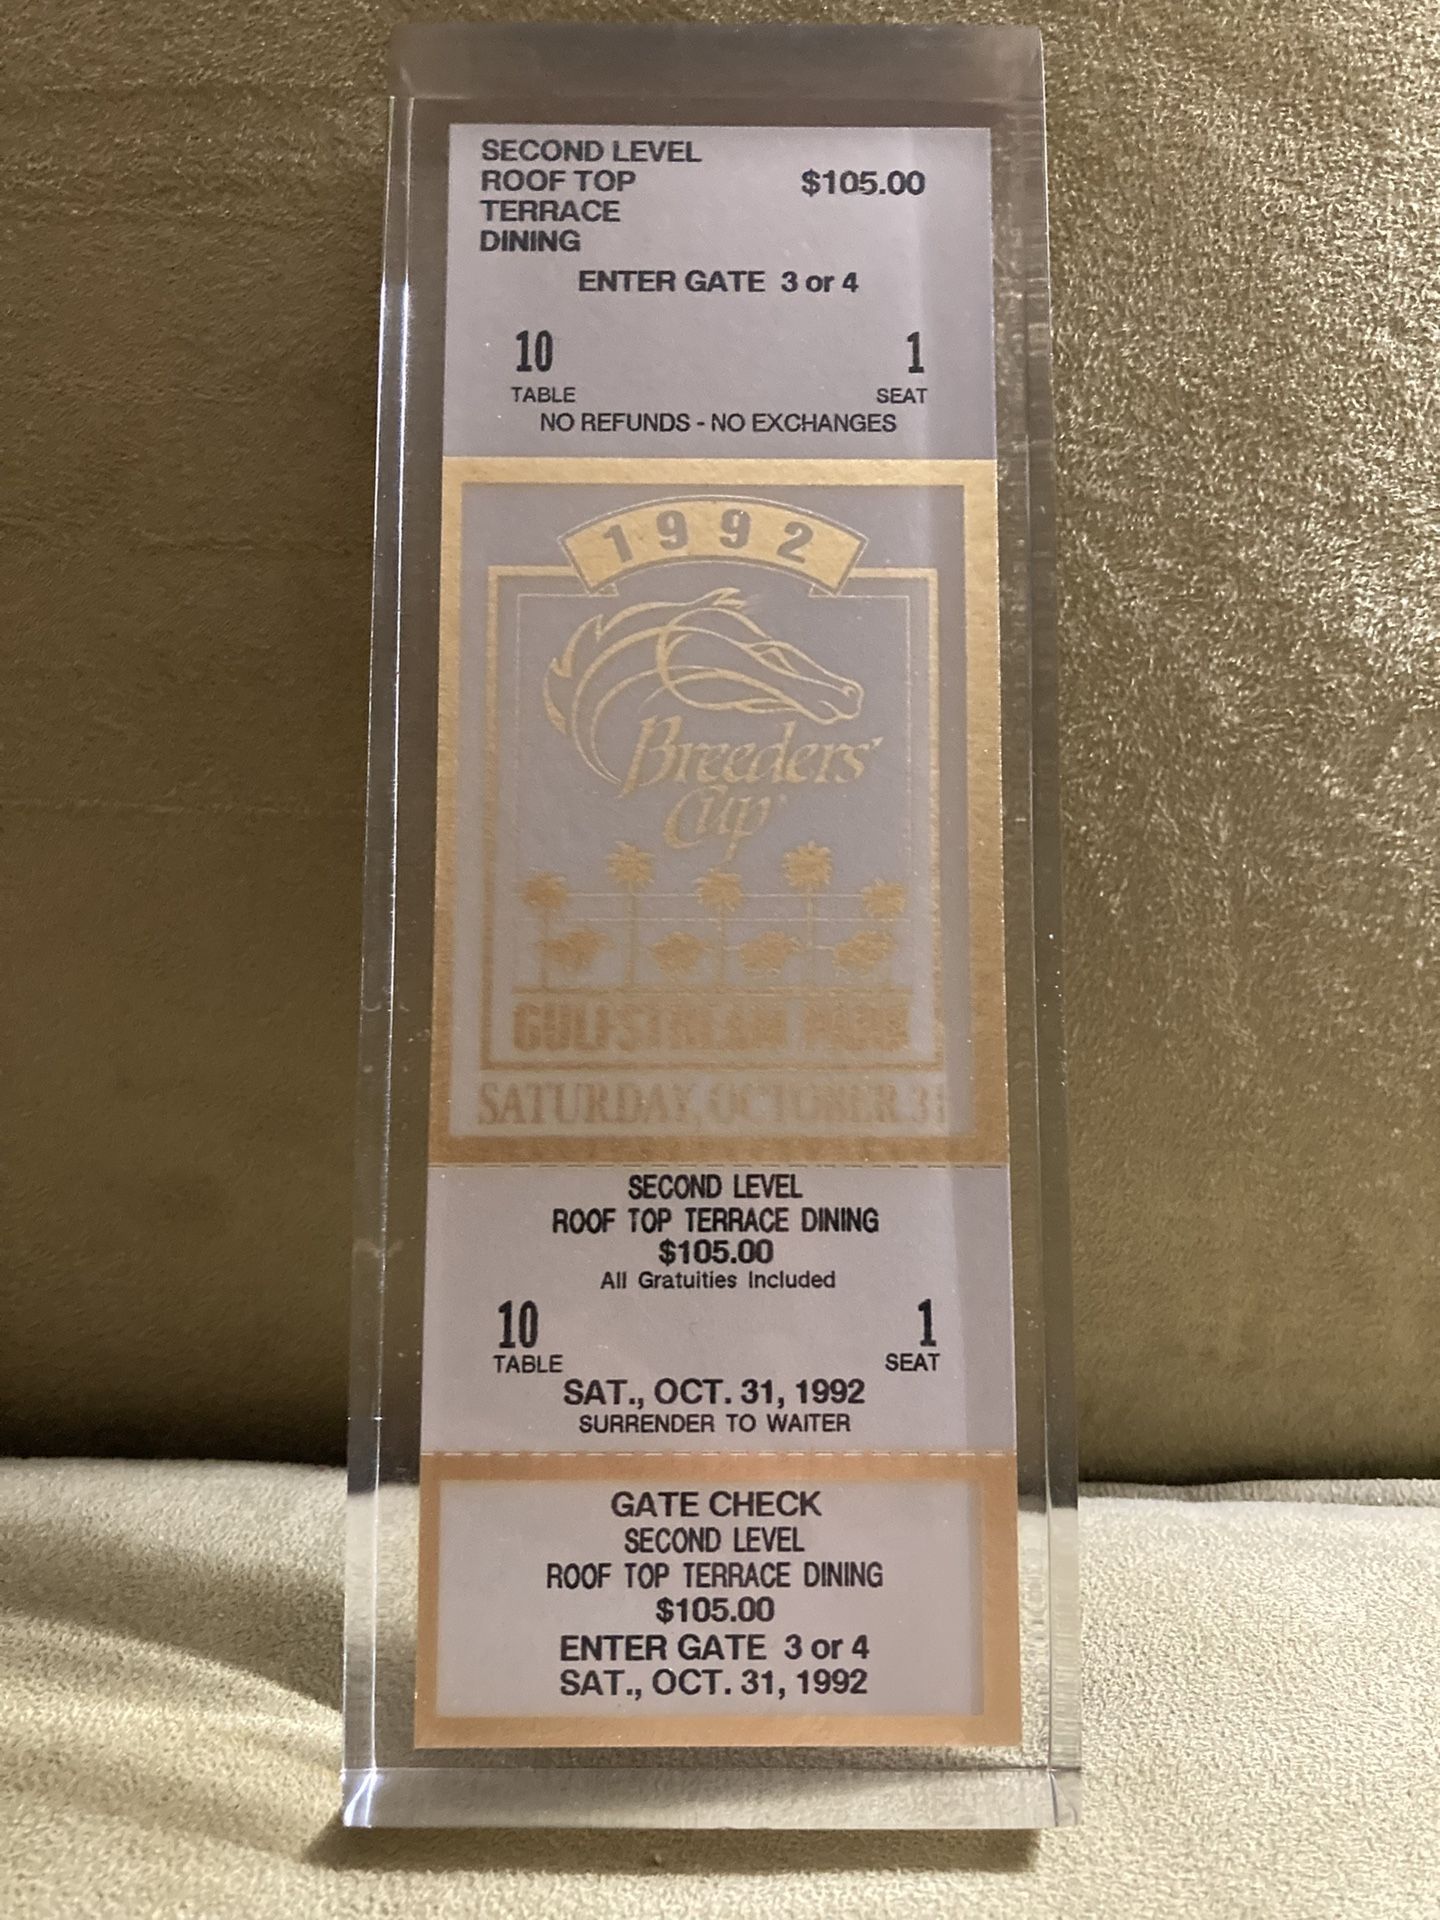 SECOND LEVEL
ROOF TOP
TERRACE
DINING
$105.00
ENTER GATE 3 or 4
10
TABLE
1
SEAT
NO REFUNDS - NO EXCHANGES
1992
Breeders'
Cup
GULFSTREAM PARK
SATURDAY, OCTOBER 31
SECOND LEVEL
ROOF TOP TERRACE DINING
$105.00
All Gratuities Included
10
TABLE
1
SEAT
SAT., OCT. 31, 1992
SURRENDER TO WAITER
GATE CHECK
SECOND LEVEL
ROOF TOP TERRACE DINING
$105.00
ENTER GATE 3 or 4
SAT., OCT. 31, 1992